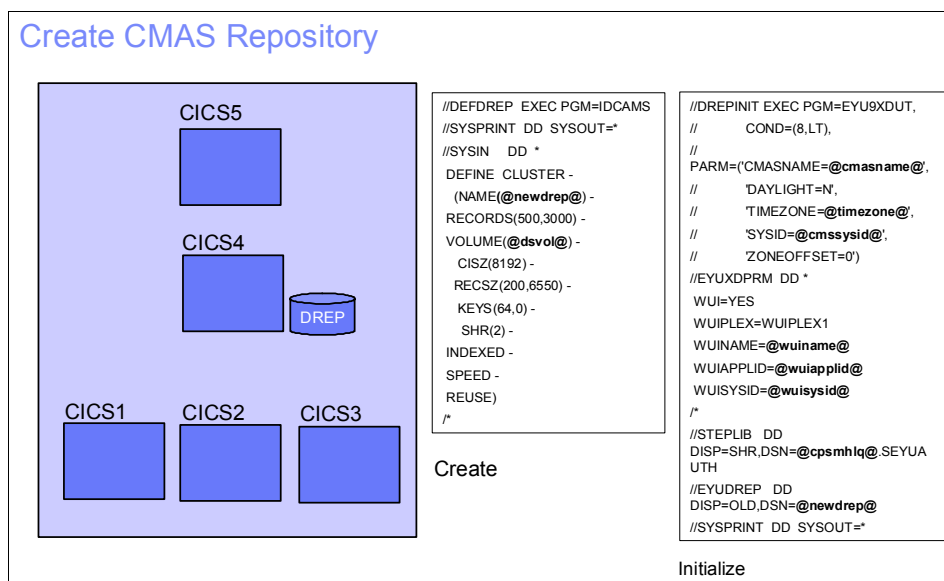 Create CMAS Repository
CICS5
CICS4
DREP
CICS1
CICS2
CICS3
//DEFDREP EXEC PGM=IDCAMS
//SYSPRINT DD SYSOUT=*
//SYSIN DD *
DEFINE CLUSTER -
(NAME(@newdrep@) -
RECORDS(500,3000) -
VOLUME(@dsvol@) -
CISZ(8192) -
RECSZ(200,6550) -
KEYS(64,0) -
SHR(2) -
INDEXED -
SPEED -
REUSE)
/*
Create
//DREPINIT EXEC PGM=EYU9XDUT,
// COND=(8,LT),
//
PARM=('CMASNAME=@cmasname@',
// 'DAYLIGHT=N',
// 'TIMEZONE=@timezone@',
// 'SYSID=@cmssysid@',
// 'ZONEOFFSET=0')
//EYUXDPRM DD *
WUI=YES
WUIPLEX=WUIPLEX1
WUINAME=@wuiname@
WUIAPPLID=@wuiapplid@
WUISYSID=@wuisysid@
/*
//STEPLIB DD
DISP=SHR,DSN=@cpsmhlq@.SEYUA
UTH
//EYUDREP DD
DISP=OLD,DSN=@newdrep@
//SYSPRINT DD SYSOUT=*
Initialize